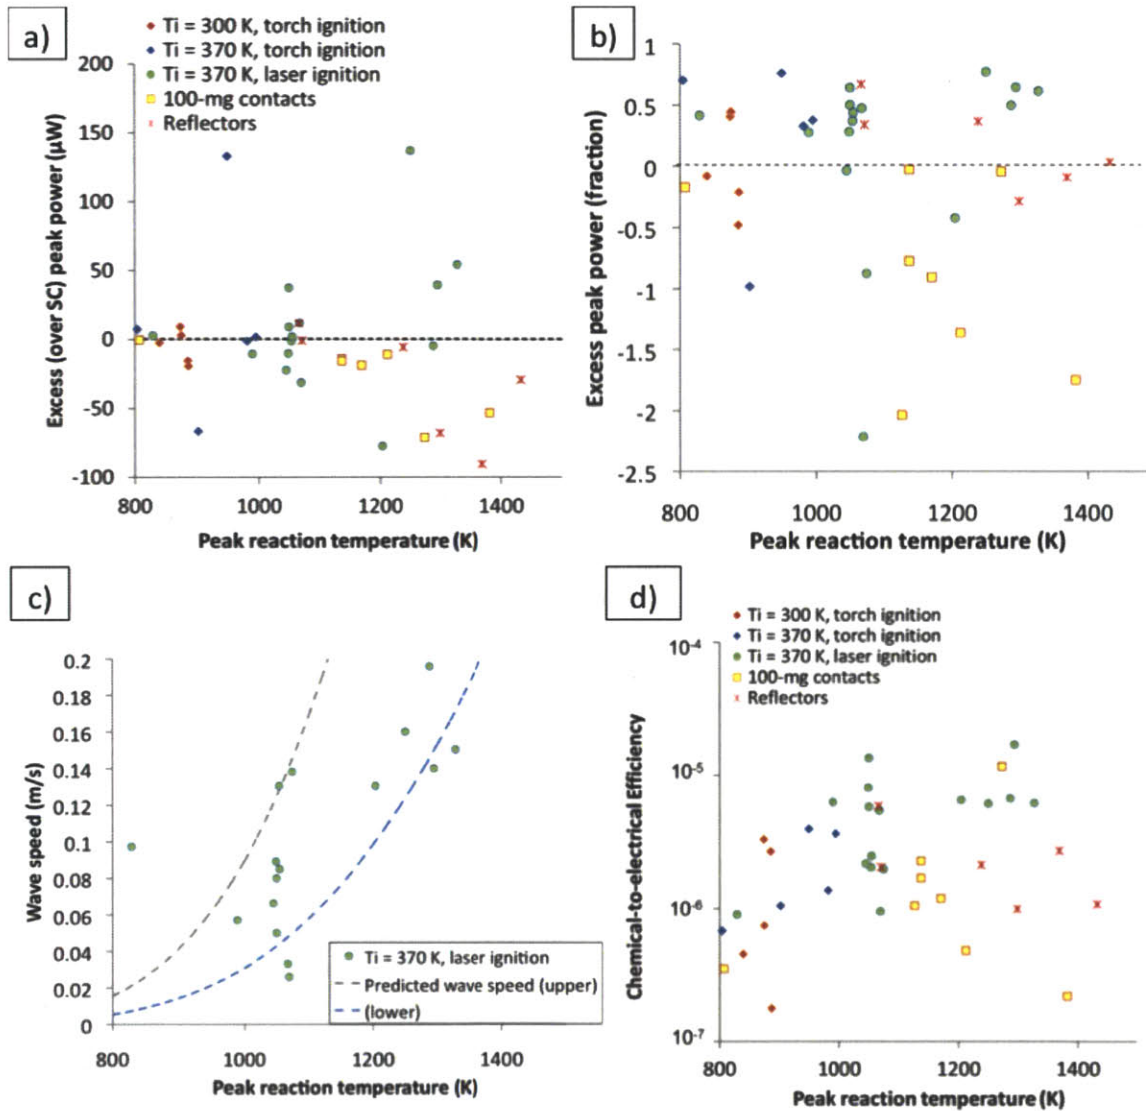 a)
Ti = 300 K, torch ignition
Ti = 370 K, torch ignition
Ti = 370 K, laser ignition
100-mg contacts
Reflectors
200
150
100
50
0
-50
-100
Excess (over SC) peak power (µW)
800 1000 1200 1400
Peak reaction temperature (K)
b)
1
0.5
0
-0.5
-1
-1.5
-2
-2.5
Excess peak power (fraction)
800 1000 1200 1400
Peak reaction temperature (K)
c)
0.2
0.18
0.16
0.14
0.12
0.1
0.08
0.06
0.04
0.02
0
Wave speed (m/s)
Ti = 370 K, laser ignition
Predicted wave speed (upper)
(lower)
800 1000 1200 1400
Peak reaction temperature (K)
d)
Ti = 300 K, torch ignition
Ti = 370 K, torch ignition
Ti = 370 K, laser ignition
100-mg contacts
Reflectors
10-4
10-5
10-6
10-7
Chemical-to-electrical Efficiency
800 1000 1200 1400
Peak reaction temperature (K)